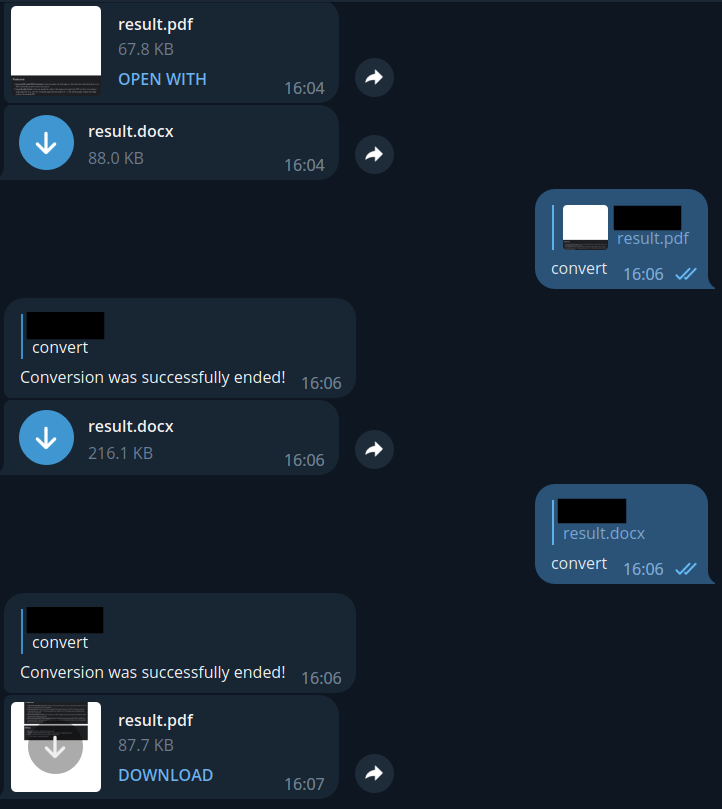 result.pdf
67.8 KB
OPEN WITH
16:04
result.docx
88.0 KB
16:04
result.pdf
convert 16:06
convert
Conversion was successfully ended! 16:06
result.docx
216.1 KB
16:06
result.docx
convert 16:06
convert
Conversion was successfully ended! 16:06
result.pdf
87.7 KB
DOWNLOAD
16:07